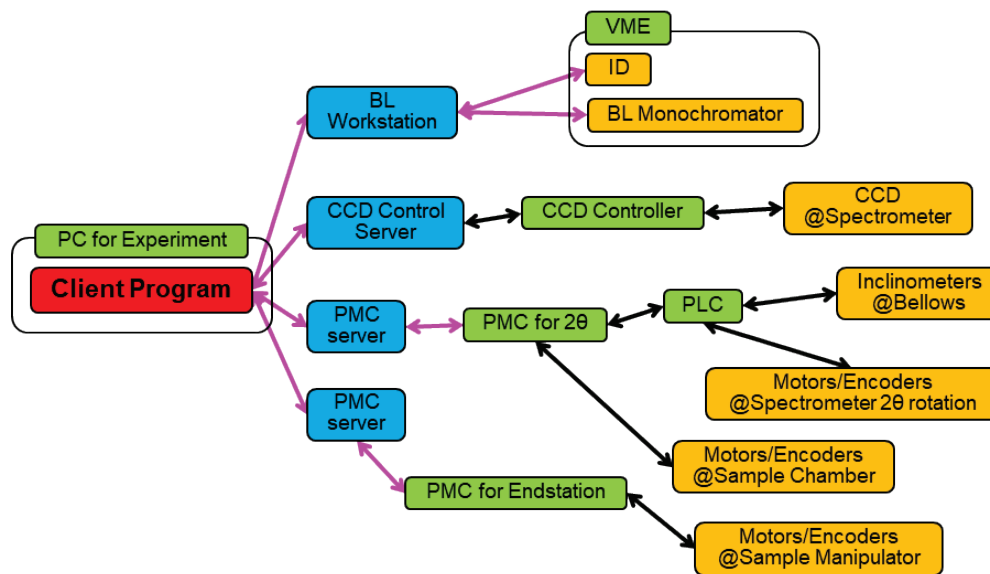 VME
ID
BL Monochromator
BL
Workstation
CCD Control
Server
CCD Controller
CCD
@Spectrometer
PC for Experiment
Client Program
PMC
server
PMC for 2θ
PLC
Inclinometers
@Bellows
Motors/Encoders
@Spectrometer 2θ rotation
PMC
server
Motors/Encoders
@Sample Chamber
PMC for Endstation
Motors/Encoders
@Sample Manipulator